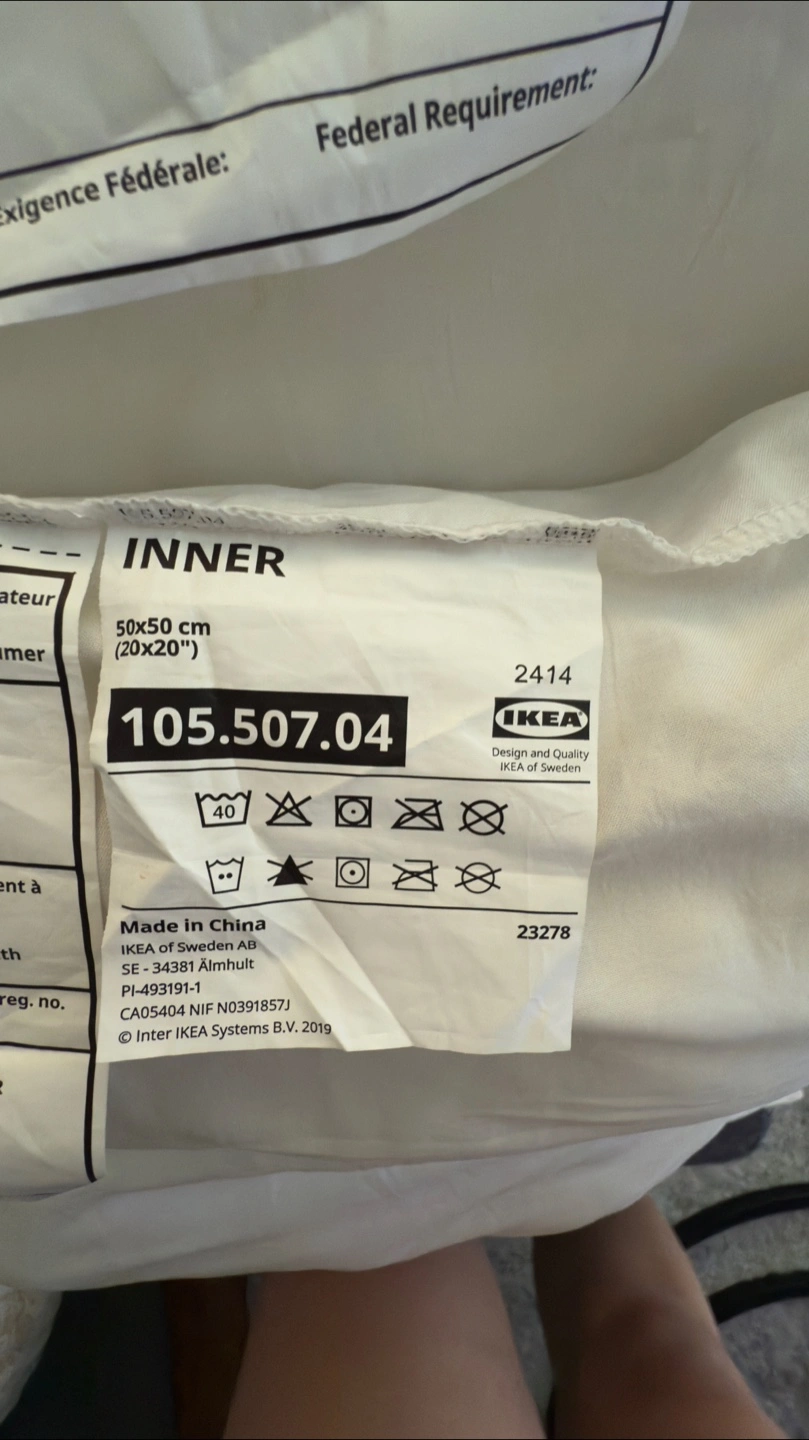 Exigence Fédérale:
Federal Requirement:
ateur
umer
ent à
th
reg. no.
INNER
50x50 cm
(20x20")
2414
105.507.04
IKEA
Design and Quality
IKEA of Sweden
40
Made in China
23278
IKEA of Sweden AB
SE - 34381 Älmhult
PI-493191-1
CA05404 NIF N0391857J
© Inter IKEA Systems B.V. 2019